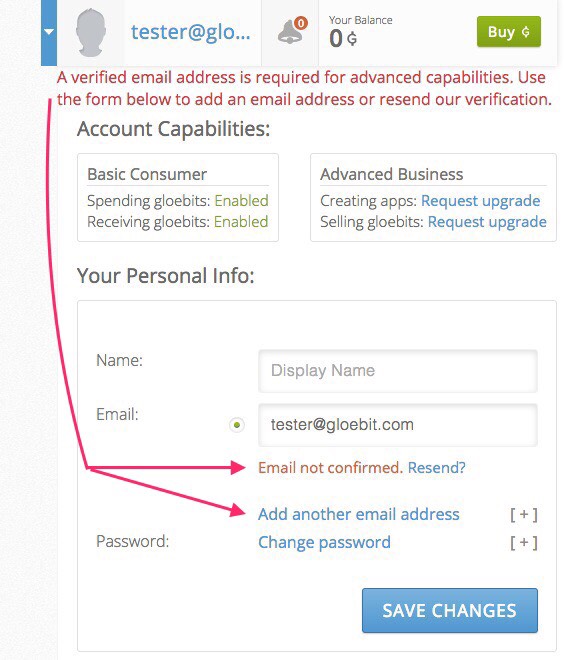 tester@glo...
0
Your Balance
0 ₲
Buy ₲
A verified email address is required for advanced capabilities. Use
the form below to add an email address or resend our verification.
Account Capabilities:
Basic Consumer
Spending gloebits: Enabled
Receiving gloebits: Enabled
Advanced Business
Creating apps: Request upgrade
Selling gloebits: Request upgrade
Your Personal Info:
Name:
Display Name
Email:
tester@gloebit.com
Email not confirmed. Resend?
Add another email address [ + ]
Password: Change password [ + ]
SAVE CHANGES